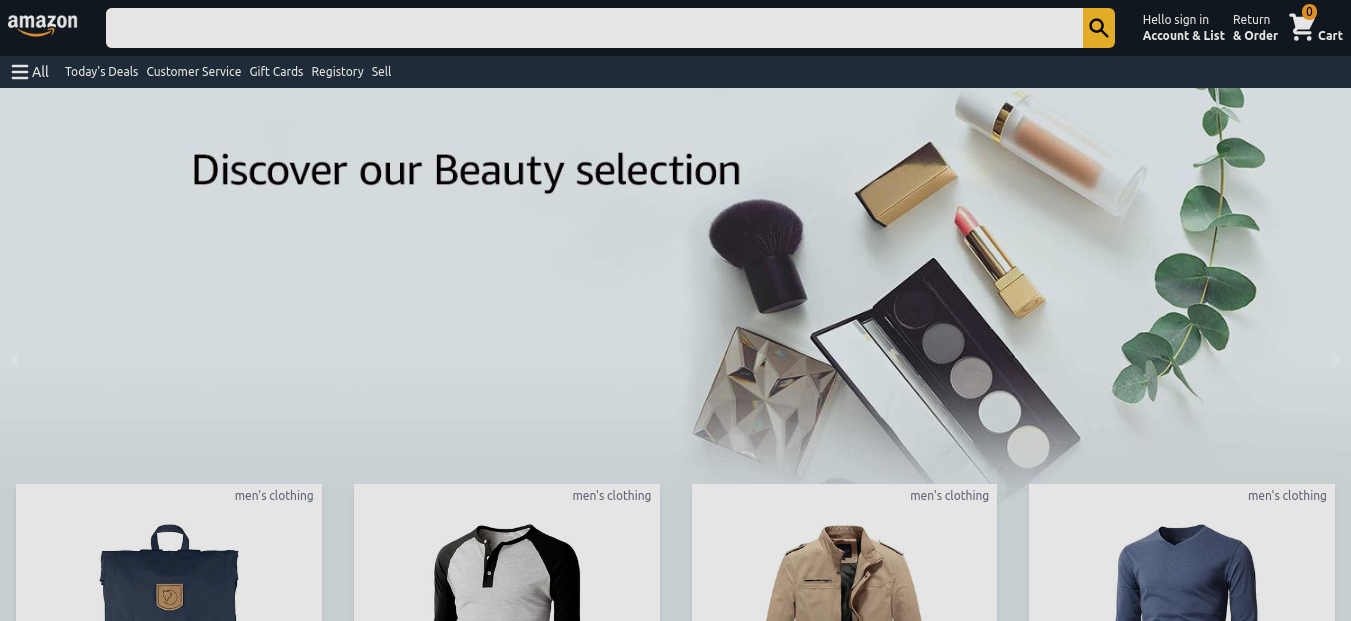 amazon
Hello sign in
Account & List
Return
& Order
0
Cart
All
Today's Deals
Customer Service
Gift Cards
Registory
Sell
Discover our Beauty selection
men's clothing
men's clothing
men's clothing
men's clothing